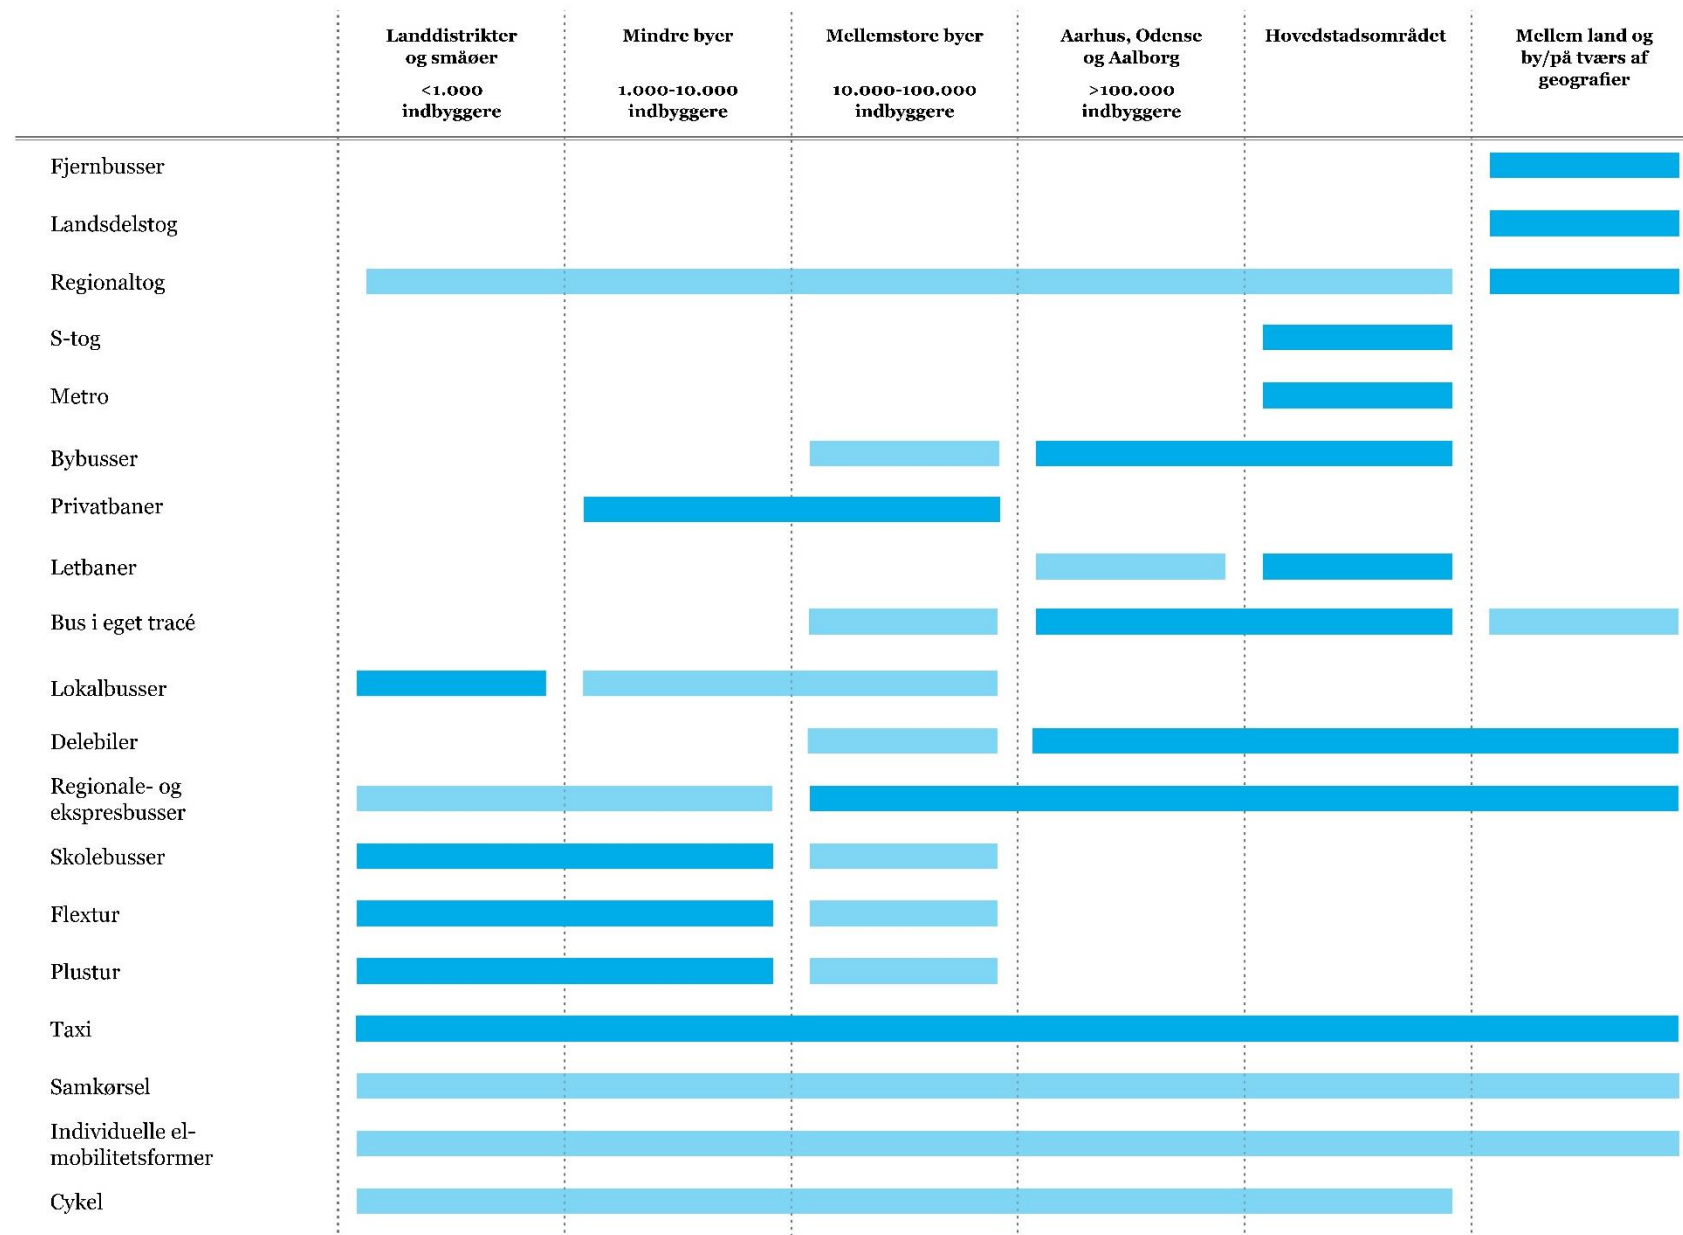 Landdistrikter
og småøer
<1.000
indbyggere
Mindre byer
1.000-10.000
indbyggere
Mellemstore byer
10.000-100.000
indbyggere
Aarhus, Odense
og Aalborg
>100.000
indbyggere
Hovedstadsområdet
Mellem land og
by/på tværs af
geografier
Fjernbusser
Landsdelstog
Regionaltog
S-tog
Metro
Bybusser
Privatbaner
Letbaner
Bus i eget tracé
Lokalbusser
Delebiler
Regionale- og
ekspresbusser
Skolebusser
Flextur
Plustur
Taxi
Samkørsel
Individuelle el-
mobilitetsformer
Cykel